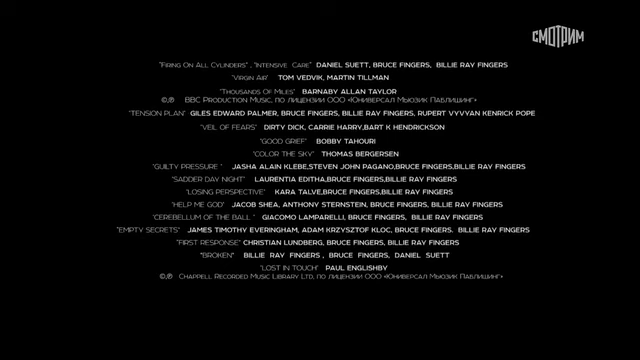 СМОТРИМ
"Firing On All Cylinders" , "Intensive Care" DANIEL SUETT, BRUCE FINGERS, BILLIE RAY FINGERS
"Virgin Air" TOM VEDVIK, MARTIN TILLMAN
"Thousands Of Miles" BARNABY ALLAN TAYLOR
©,℗ BBC Production Music, по лицензии ООО «Юниверсал Мьюзик Паблишинг»
"TENSION PLAN" GILES EDWARD PALMER, BRUCE FINGERS, BILLIE RAY FINGERS, RUPERT VYVYAN KENRICK POPE
"VEIL OF FEARS" DIRTY DICK, CARRIE HARRY,BART K HENDRICKSON
"GOOD GRIEF" BOBBY TAHOURI
"COLOR THE SKY" THOMAS BERGERSEN
"GUILTY PRESSURE " JASHA ALAIN KLEBE,STEVEN JOHN PAGANO,BRUCE FINGERS,BILLIE RAY FINGERS
"SADDER DAY NIGHT" LAURENTIA EDITHA,BRUCE FINGERS,BILLIE RAY FINGERS
"LOSING PERSPECTIVE" KARA TALVE,BRUCE FINGERS,BILLIE RAY FINGERS
"HELP ME GOD" JACOB SHEA, ANTHONY STERNSTEIN, BRUCE FINGERS, BILLIE RAY FINGERS
"CEREBELLUM OF THE BALL " GIACOMO LAMPARELLI, BRUCE FINGERS, BILLIE RAY FINGERS
"EMPTY SECRETS" JAMES TIMOTHY EVERINGHAM, ADAM KRZYSZTOF KLOC, BRUCE FINGERS. BILLIE RAY FINGERS
"FIRST RESPONSE" CHRISTIAN LUNDBERG, BRUCE FINGERS, BILLIE RAY FINGERS
"BROKEN" BILLIE RAY FINGERS , BRUCE FINGERS, DANIEL SUETT
"LOST IN TOUCH" PAUL ENGLISHBY
©,℗ Chappell Recorded Music Library Ltd, по лицензии ООО «Юниверсал Мьюзик Паблишинг»